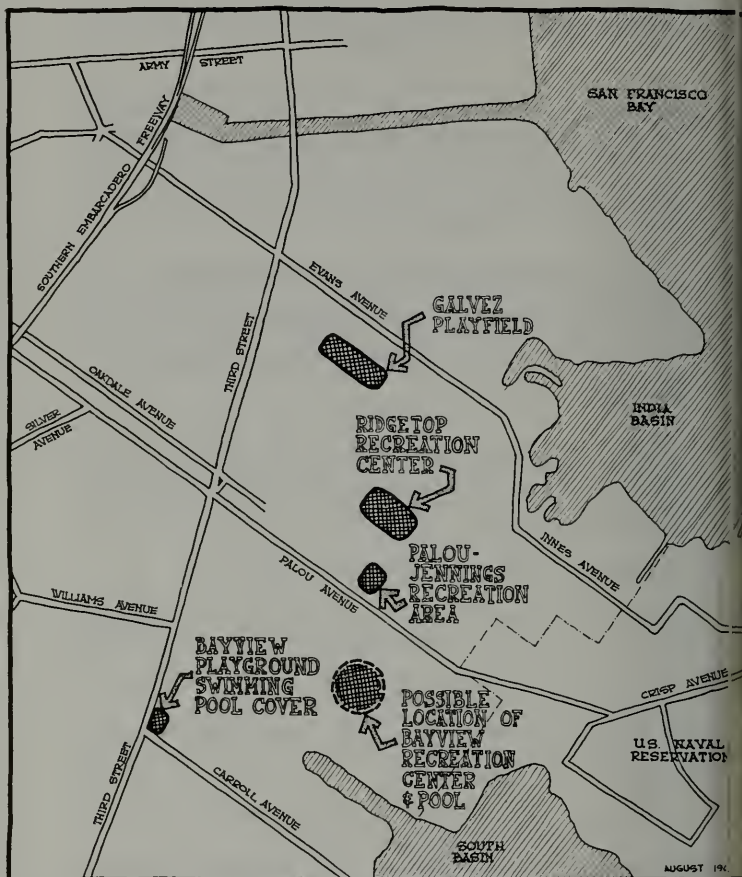 ARMY STREET
SAN FRANCISCO
BAY
SOUTHERN EMBARCADERO FREEWAY
EVANS AVENUE
GALVEZ
PLAYFIELD
THIRD STREET
OAKDALE AVENUE
SILVER
AVENUE
INDIA
BASIN
RIDGETOP
RECREATION
CENTER
INNES AVENUE
PALOU AVENUE
PALOU-
JENNINGS
RECREATION
AREA
WILLIAMS AVENUE
BAYVIEW
PLAYGROUND
SWIMMING
POOL COVER
POSSIBLE
LOCATION OF
BAYVIEW
RECREATION
CENTER
& POOL
CRISP AVENUE
U.S. NAVAL
RESERVATION
THIRD STREET
CARROLL AVENUE
SOUTH
BASIN
AUGUST